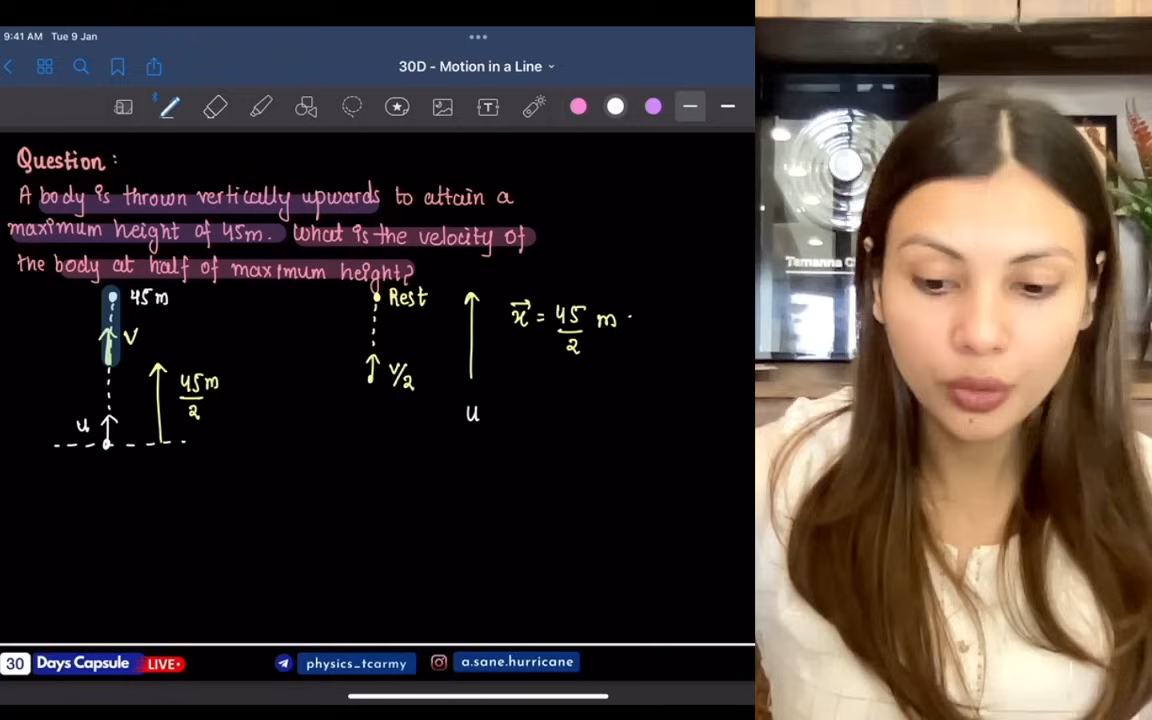 9:41 AM Tue 9 Jan
30D - Motion in a Line
T
Question:
A body is thrown vertically upwards to attain a
maximum height of 45m. What is the velocity of
the body at half of maximum height?
45 m
V
u
45 m
2
Rest
V/2
u
x = 45 m
2
Tamanna C
30 Days Capsule LIVE
physics_tcarmy
a.sane.hurricane